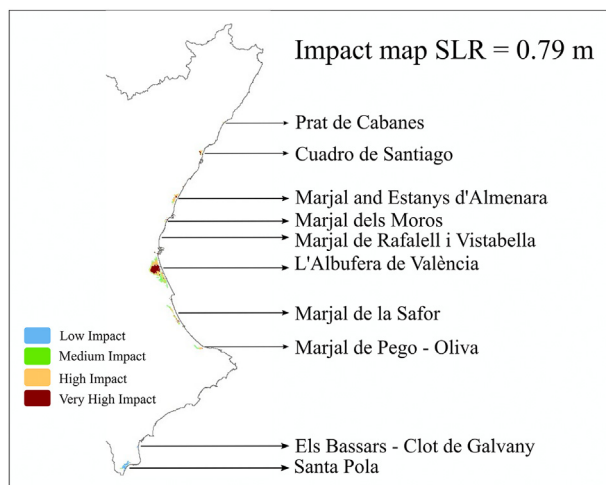 Impact map SLR = 0.79 m
Prat de Cabanes
Cuadro de Santiago
Marjal and Estanys d'Almenara
Marjal dels Moros
Marjal de Rafalell i Vistabella
L'Albufera de València
Marjal de la Safor
Marjal de Pego - Oliva
Low Impact
Medium Impact
High Impact
Very High Impact
Els Bassars - Clot de Galvany
Santa Pola